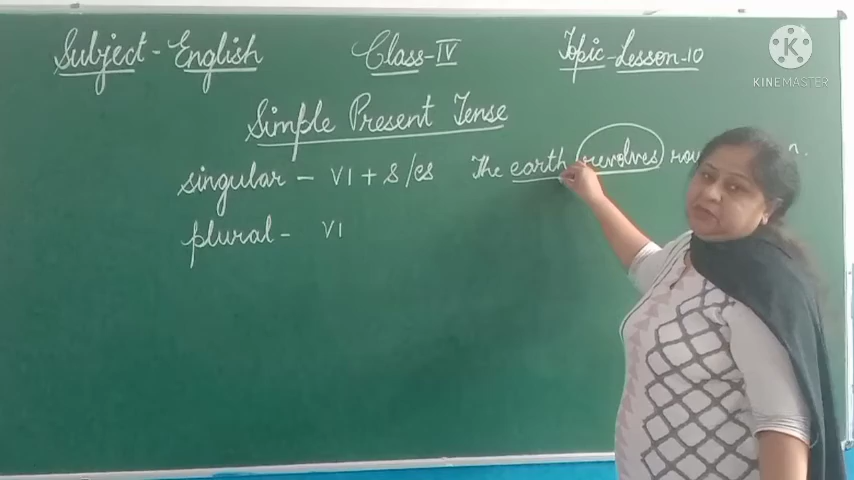 Subject - English Class - IV Topic - Lesson - 10
Simple Present Tense
singular - V1 + s/es The earth revolves
plural - V1
K
KINEMASTER